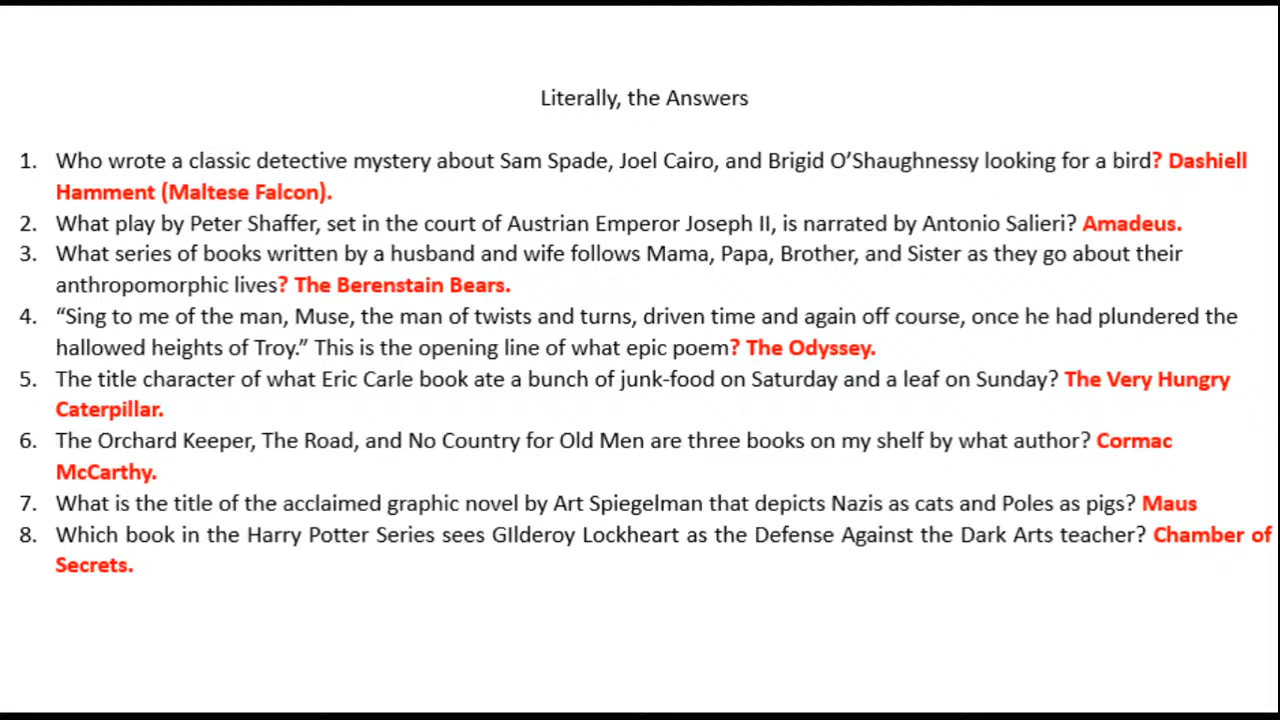 Literally, the Answers
1. Who wrote a classic detective mystery about Sam Spade, Joel Cairo, and Brigid O’Shaughnessy looking for a bird? Dashiell
Hamment (Maltese Falcon).
2. What play by Peter Shaffer, set in the court of Austrian Emperor Joseph II, is narrated by Antonio Salieri? Amadeus.
3. What series of books written by a husband and wife follows Mama, Papa, Brother, and Sister as they go about their
anthropomorphic lives? The Berenstain Bears.
4. “Sing to me of the man, Muse, the man of twists and turns, driven time and again off course, once he had plundered the
hallowed heights of Troy.” This is the opening line of what epic poem? The Odyssey.
5. The title character of what Eric Carle book ate a bunch of junk-food on Saturday and a leaf on Sunday? The Very Hungry
Caterpillar.
6. The Orchard Keeper, The Road, and No Country for Old Men are three books on my shelf by what author? Cormac
McCarthy.
7. What is the title of the acclaimed graphic novel by Art Spiegelman that depicts Nazis as cats and Poles as pigs? Maus
8. Which book in the Harry Potter Series sees GIlderoy Lockheart as the Defense Against the Dark Arts teacher? Chamber of
Secrets.